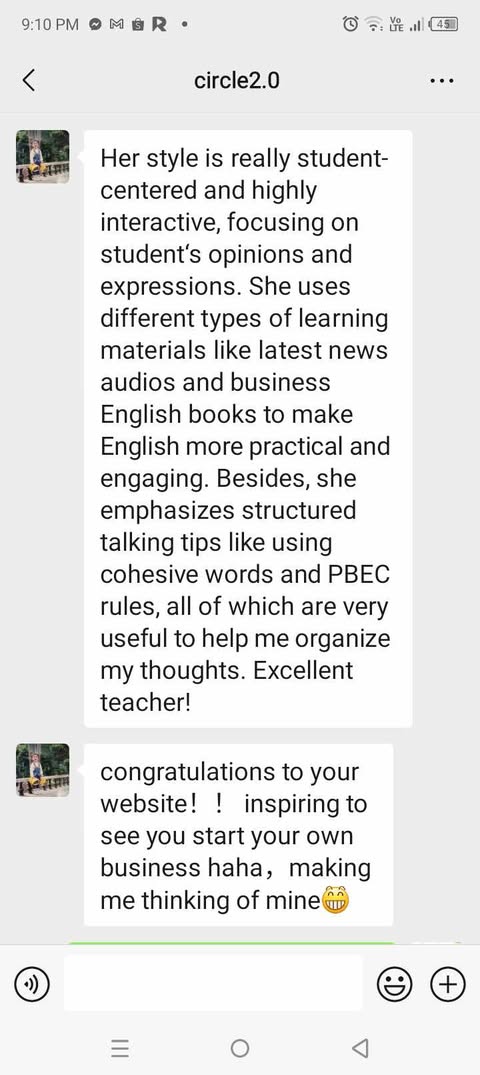 9:10 PM
Vo LTE
45
circle2.0
Her style is really student-
centered and highly
interactive, focusing on
student‘s opinions and
expressions. She uses
different types of learning
materials like latest news
audios and business
English books to make
English more practical and
engaging. Besides, she
emphasizes structured
talking tips like using
cohesive words and PBEC
rules, all of which are very
useful to help me organize
my thoughts. Excellent
teacher!
congratulations to your
website！！ inspiring to
see you start your own
business haha，making
me thinking of mine😁